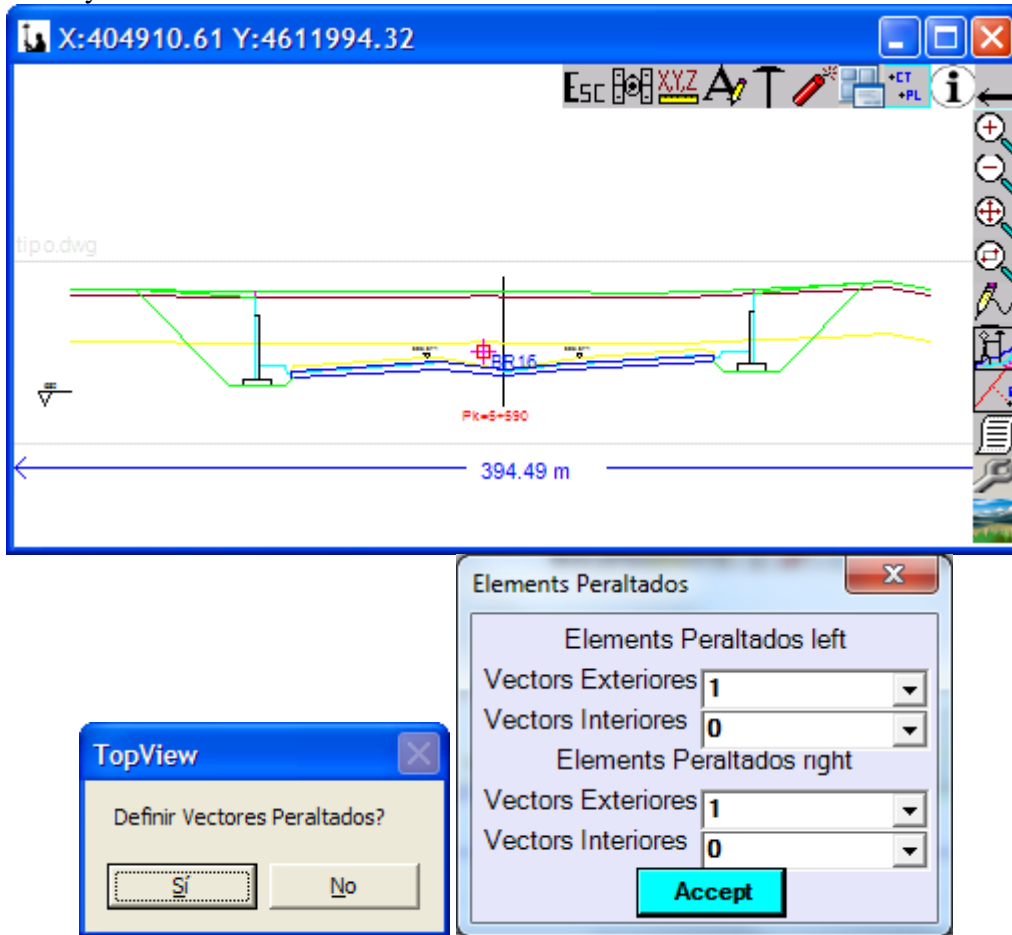 X:404910.61 Y:4611994.32
Esc X,Y,Z A T +CT +PL i
tipo.dwg
BR16
Pk=6+590
394.49 m
Elements Peraltados
Elements Peraltados left
Vectors Exteriores 1
Vectors Interiores 0
Elements Peraltados right
Vectors Exteriores 1
Vectors Interiores 0
Accept
TopView
Definir Vectores Peraltados?
Sí No